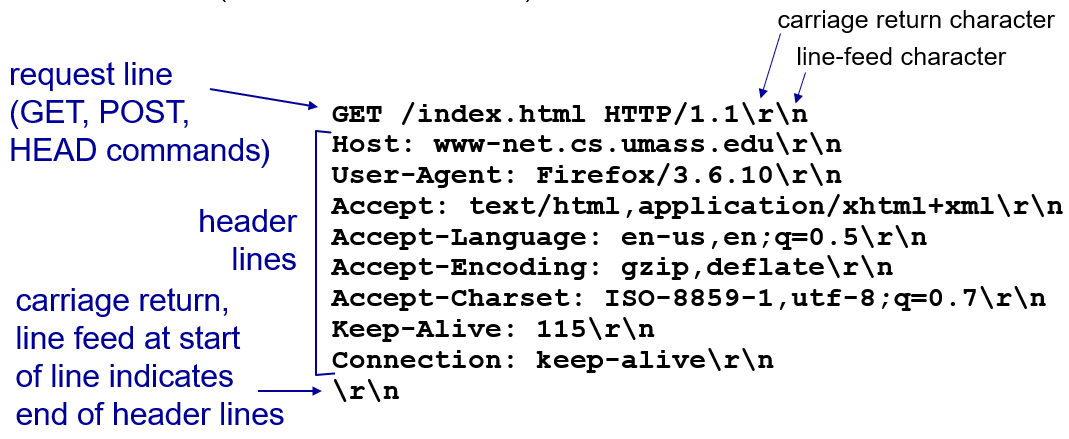 carriage return character
line-feed character
request line
(GET, POST,
HEAD commands)
GET /index.html HTTP/1.1\r\n
Host: www-net.cs.umass.edu\r\n
User-Agent: Firefox/3.6.10\r\n
Accept: text/html,application/xhtml+xml\r\n
Accept-Language: en-us,en;q=0.5\r\n
Accept-Encoding: gzip,deflate\r\n
Accept-Charset: ISO-8859-1,utf-8;q=0.7\r\n
Keep-Alive: 115\r\n
Connection: keep-alive\r\n
\r\n
header
lines
carriage return,
line feed at start
of line indicates
end of header lines